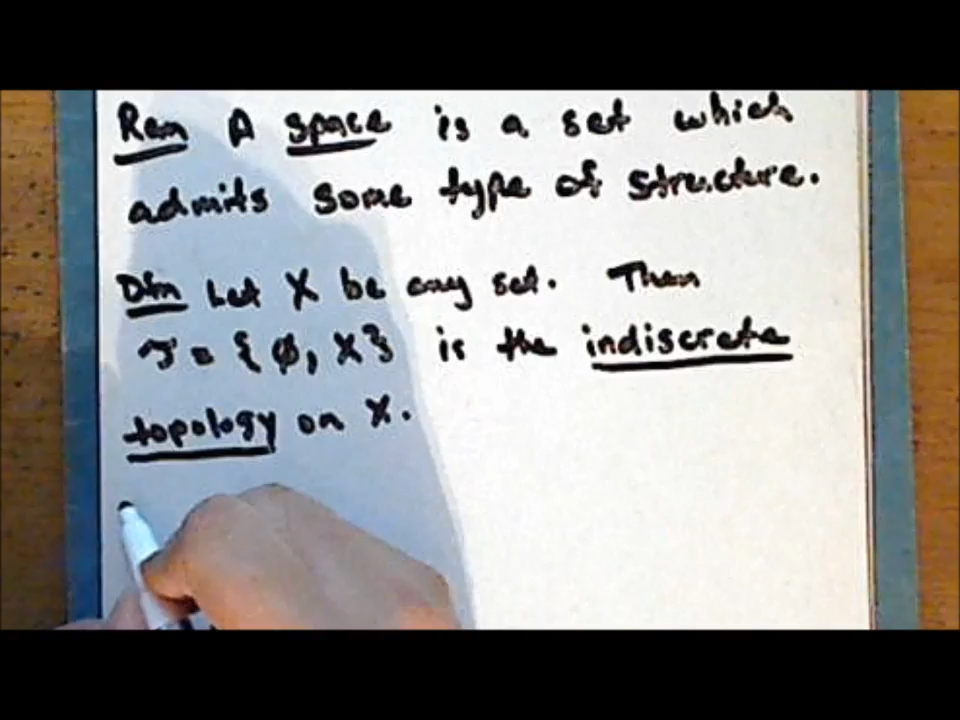 Rem A space is a set which
admits some type of structure.
Dfn Let X be any set. Then
𝒯 = {∅, X} is the indiscrete
topology on X.